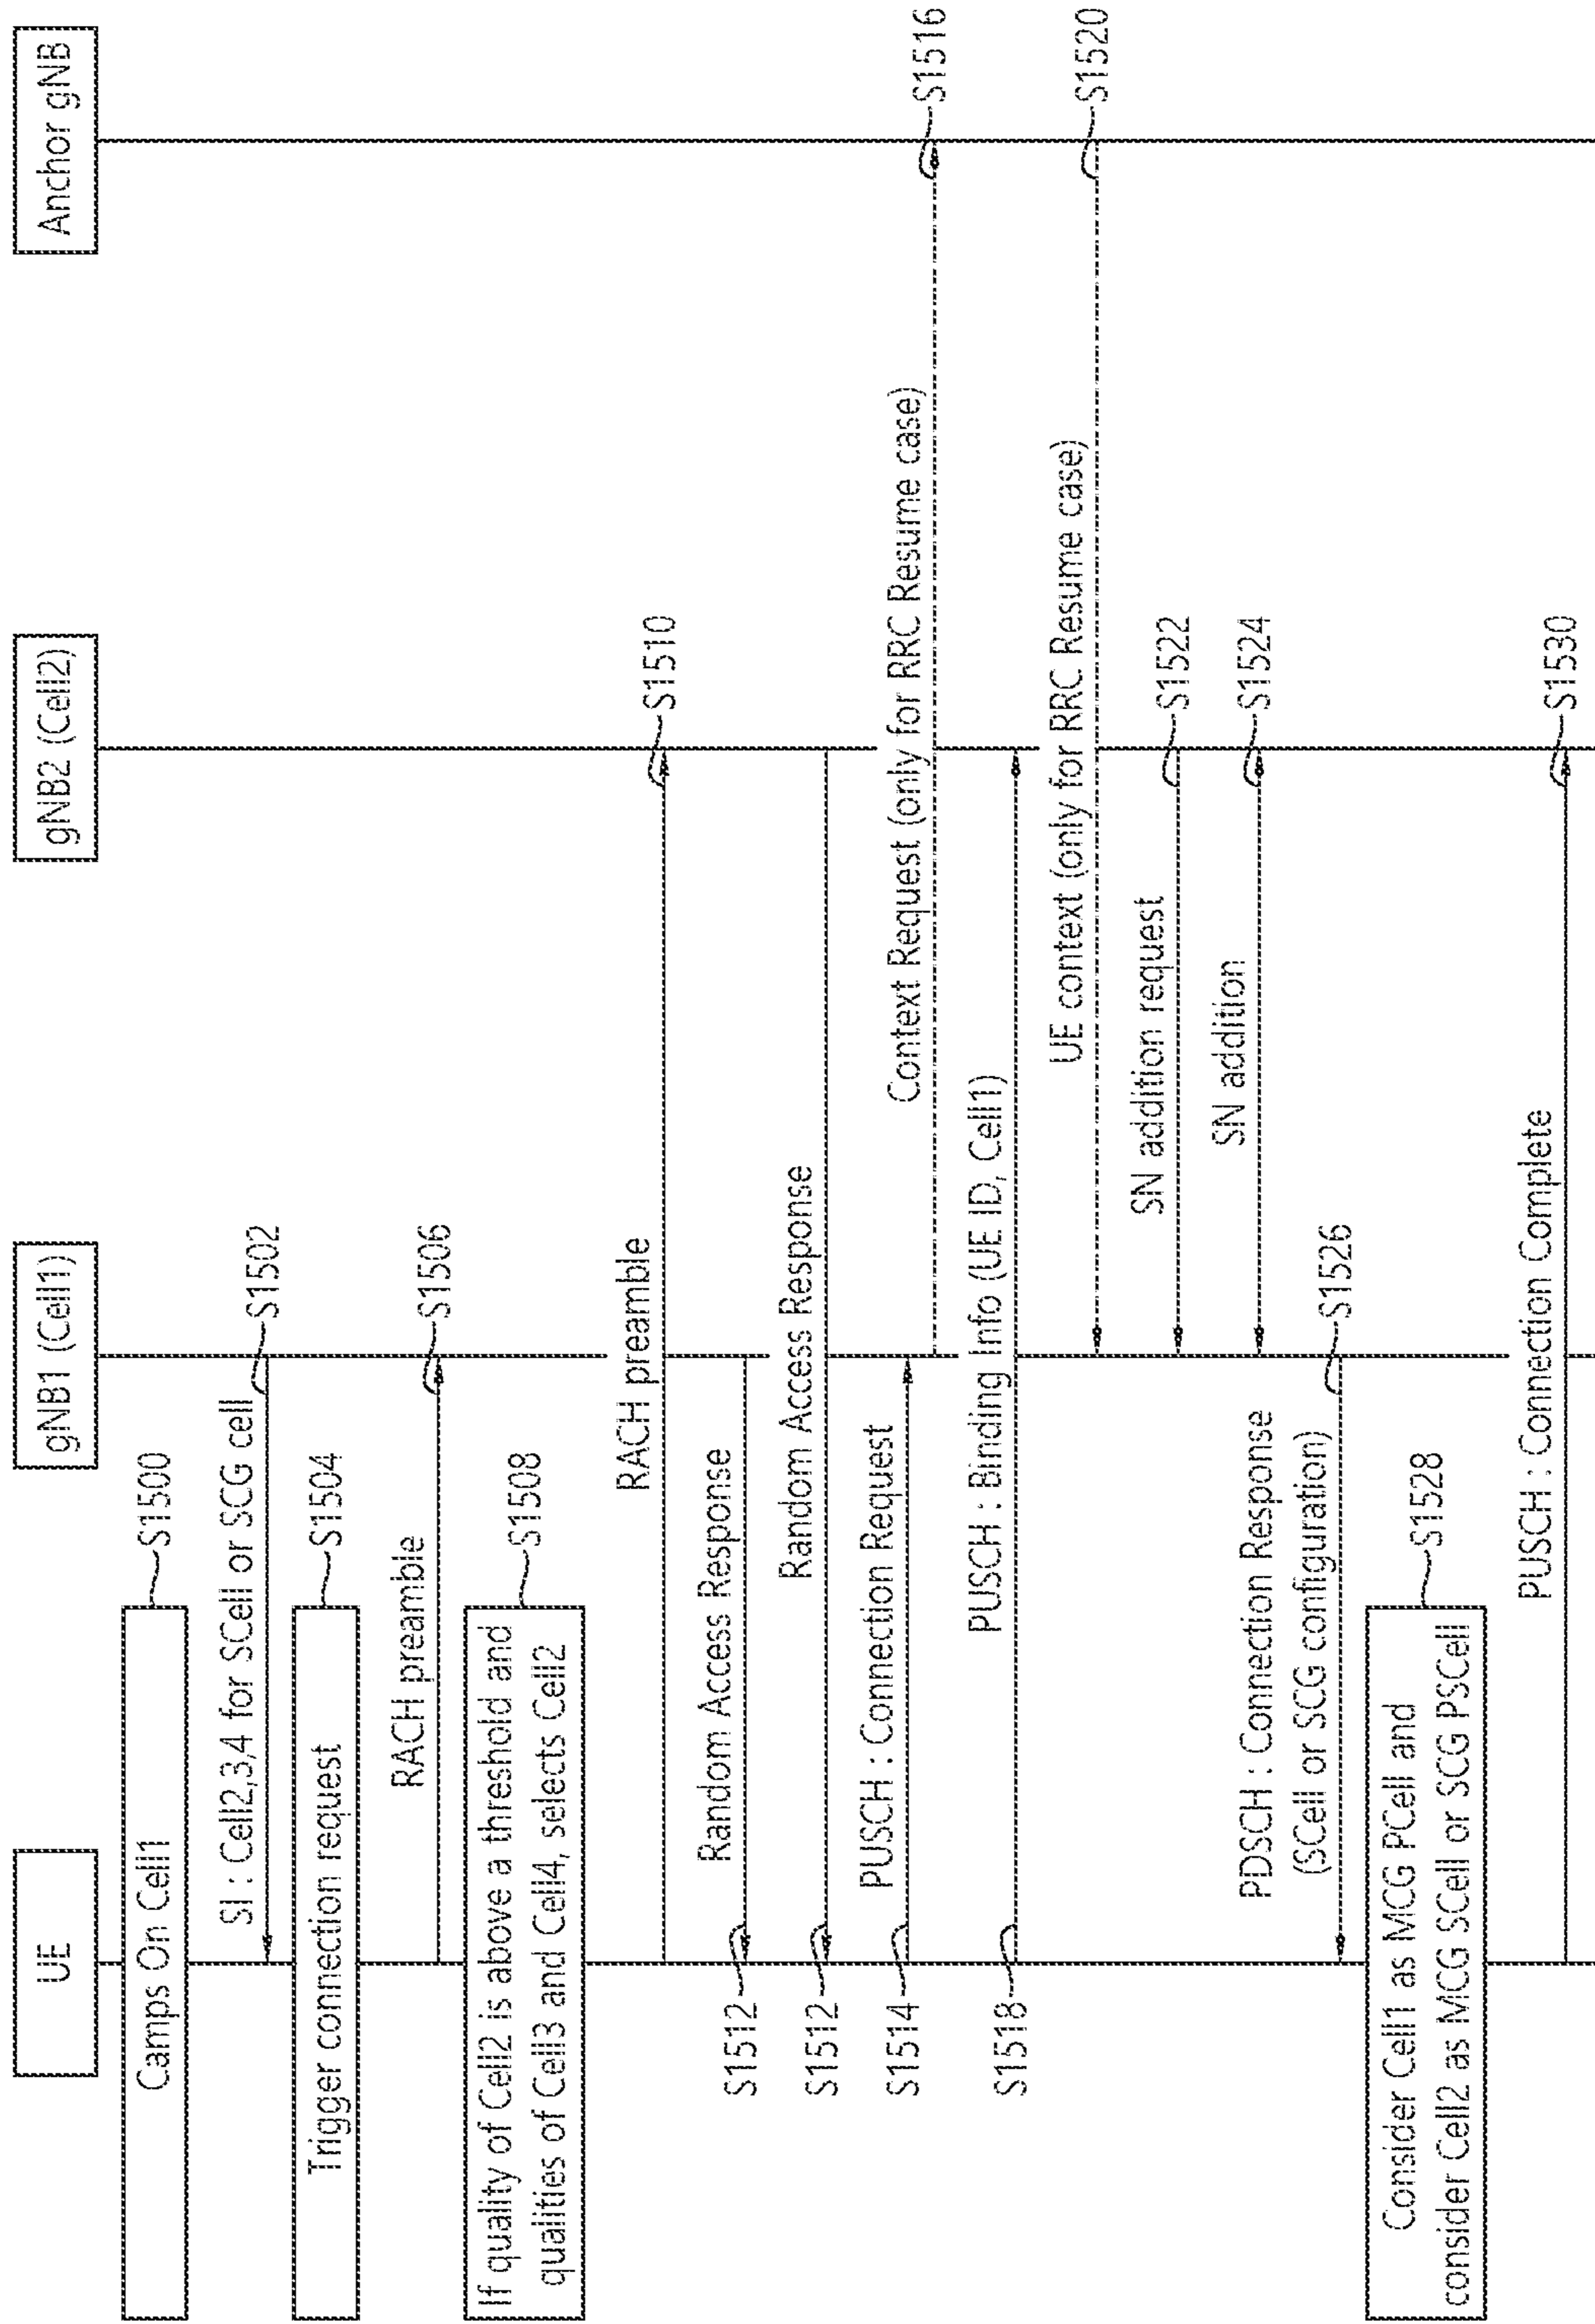 UE
gNB1 (Cell1)
gNB2 (Cell2)
Anchor gNB
Camps On Cell1
S1500
SI : Cell2,3,4 for SCell or SCG cell
S1502
Trigger connection request
S1504
RACH preamble
S1506
If quality of Cell2 is above a threshold and
qualities of Cell3 and Cell4, selects Cell2
S1508
RACH preamble
S1510
Random Access Response
S1512
Random Access Response
S1512
PUSCH : Connection Request
S1514
Context Request (only for RRC Resume case)
S1516
PUSCH : Binding Info (UE ID, Cell1)
S1518
UE context (only for RRC Resume case)
S1520
SN addition request
S1522
SN addition
S1524
PDSCH : Connection Response
(SCell or SCG configuration)
S1526
Consider Cell1 as MCG PCell and
consider Cell2 as MCG SCell or SCG PSCell
S1528
PUSCH : Connection Complete
S1530